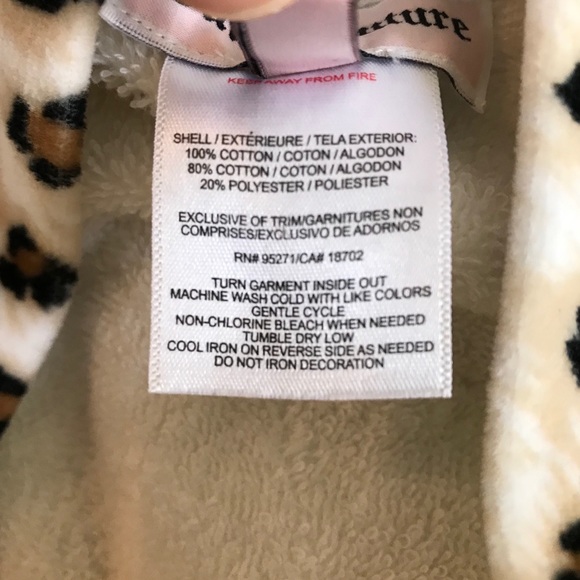 KEEP AWAY FROM FIRE
SHELL / EXTÉRIEURE / TELA EXTERIOR:
100% COTTON / COTON / ALGODON
80% COTTON / COTON / ALGODON
20% POLYESTER / POLIESTER
EXCLUSIVE OF TRIM/GARNITURES NON
COMPRISES/EXCLUSIVO DE ADORNOS
RN# 95271/CA# 18702
TURN GARMENT INSIDE OUT
MACHINE WASH COLD WITH LIKE COLORS
GENTLE CYCLE
NON-CHLORINE BLEACH WHEN NEEDED
TUMBLE DRY LOW
COOL IRON ON REVERSE SIDE AS NEEDED
DO NOT IRON DECORATION